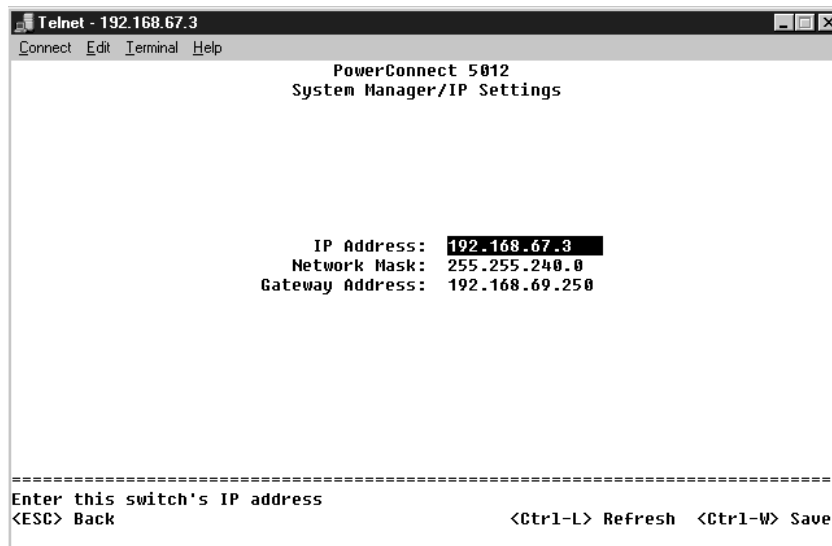 Telnet - 192.168.67.3
Connect Edit Terminal Help
PowerConnect 5012
System Manager/IP Settings
IP Address: 192.168.67.3
Network Mask: 255.255.240.0
Gateway Address: 192.168.69.250
================================================================================
Enter this switch's IP address
<ESC> Back <Ctrl-L> Refresh <Ctrl-W> Save